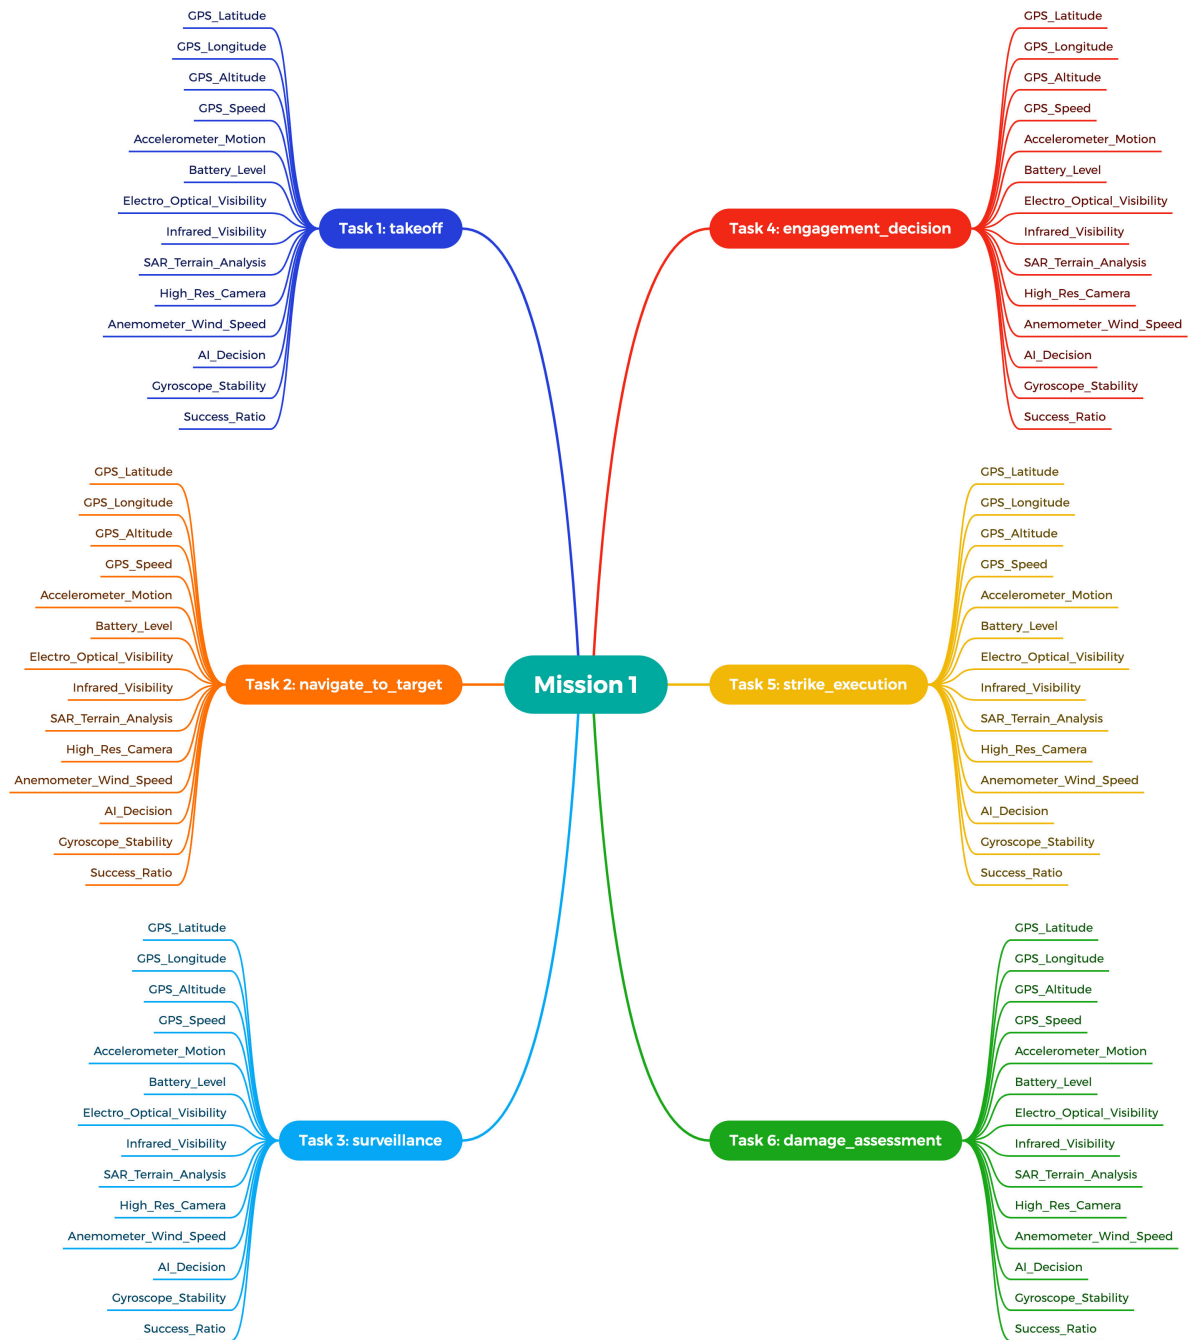 GPS_Latitude
GPS_Longitude
GPS_Altitude
GPS_Speed
Accelerometer_Motion
Battery_Level
Electro_Optical_Visibility
Infrared_Visibility
SAR_Terrain_Analysis
High_Res_Camera
Anemometer_Wind_Speed
AI_Decision
Gyroscope_Stability
Success_Ratio
Task 1: takeoff
GPS_Latitude
GPS_Longitude
GPS_Altitude
GPS_Speed
Accelerometer_Motion
Battery_Level
Electro_Optical_Visibility
Infrared_Visibility
SAR_Terrain_Analysis
High_Res_Camera
Anemometer_Wind_Speed
AI_Decision
Gyroscope_Stability
Success_Ratio
Task 2: navigate_to_target
GPS_Latitude
GPS_Longitude
GPS_Altitude
GPS_Speed
Accelerometer_Motion
Battery_Level
Electro_Optical_Visibility
Infrared_Visibility
SAR_Terrain_Analysis
High_Res_Camera
Anemometer_Wind_Speed
AI_Decision
Gyroscope_Stability
Success_Ratio
Task 3: surveillance
Mission 1
Task 4: engagement_decision
GPS_Latitude
GPS_Longitude
GPS_Altitude
GPS_Speed
Accelerometer_Motion
Battery_Level
Electro_Optical_Visibility
Infrared_Visibility
SAR_Terrain_Analysis
High_Res_Camera
Anemometer_Wind_Speed
AI_Decision
Gyroscope_Stability
Success_Ratio
Task 5: strike_execution
GPS_Latitude
GPS_Longitude
GPS_Altitude
GPS_Speed
Accelerometer_Motion
Battery_Level
Electro_Optical_Visibility
Infrared_Visibility
SAR_Terrain_Analysis
High_Res_Camera
Anemometer_Wind_Speed
AI_Decision
Gyroscope_Stability
Success_Ratio
Task 6: damage_assessment
GPS_Latitude
GPS_Longitude
GPS_Altitude
GPS_Speed
Accelerometer_Motion
Battery_Level
Electro_Optical_Visibility
Infrared_Visibility
SAR_Terrain_Analysis
High_Res_Camera
Anemometer_Wind_Speed
AI_Decision
Gyroscope_Stability
Success_Ratio